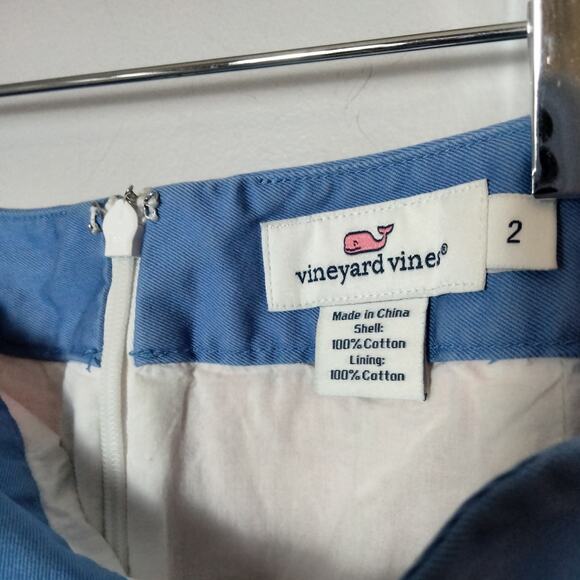 vineyard vines®
2
Made in China
Shell:
100% Cotton
Lining:
100% Cotton